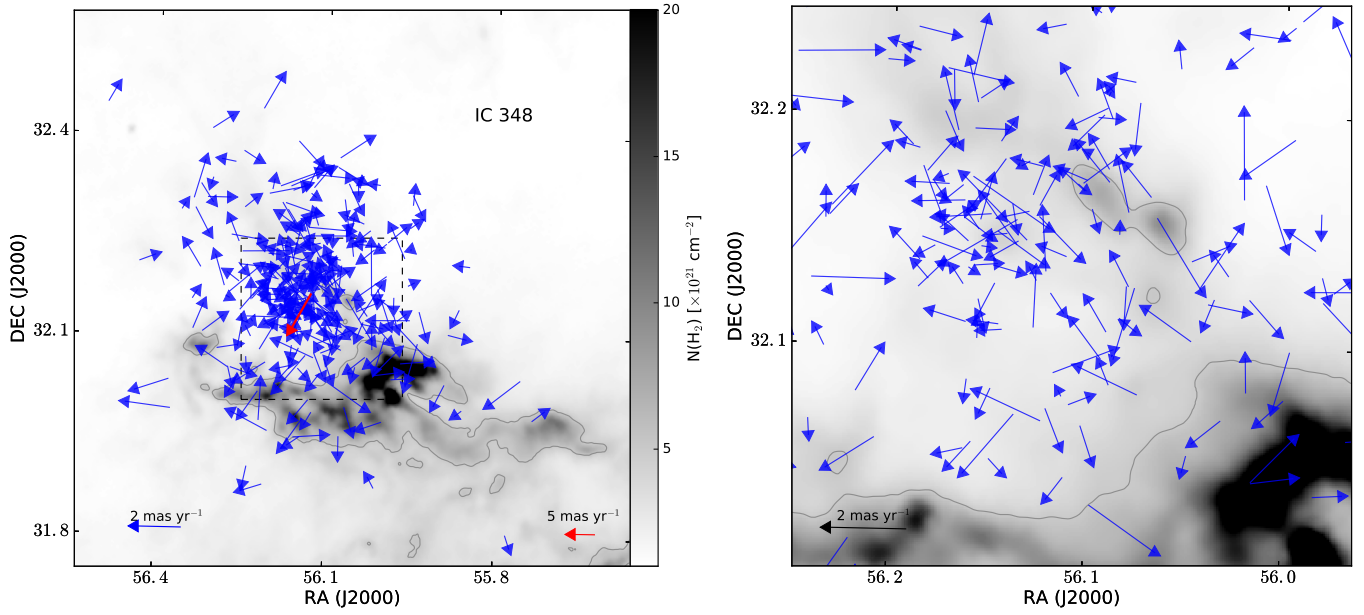 IC 348
32.4
32.1
31.8
DEC (J2000)
56.4
56.1
55.8
RA (J2000)
2 mas yr⁻¹
5 mas yr⁻¹
20
15
10
5
N(H₂) [×10²¹ cm⁻²]
32.2
32.1
DEC (J2000)
2 mas yr⁻¹
56.2
56.1
56.0
RA (J2000)